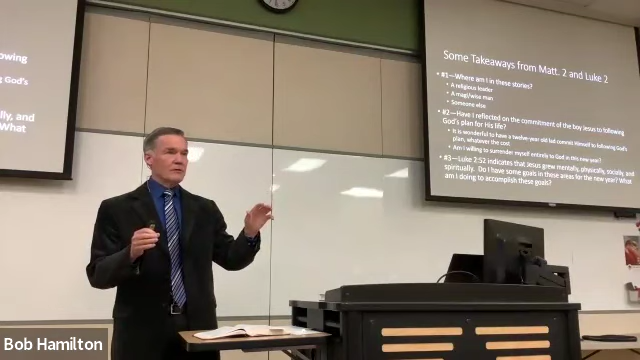 owing
g God's
ally, and
What
Some Takeaways from Matt. 2 and Luke 2
• #1—Where am I in these stories?
• A religious leader
• A magi/wise man
• Someone else
• #2—Have I reflected on the commitment of the boy Jesus to following
God's plan for His life?
• It is wonderful to have a twelve-year old lad commit Himself to following God's
plan, whatever the cost
• Am I willing to surrender myself entirely to God in this new year?
• #3—Luke 2:52 indicates that Jesus grew mentally, physically, socially, and
spiritually. Do I have some goals in these areas for the new year? What
am I doing to accomplish these goals?
Bob Hamilton